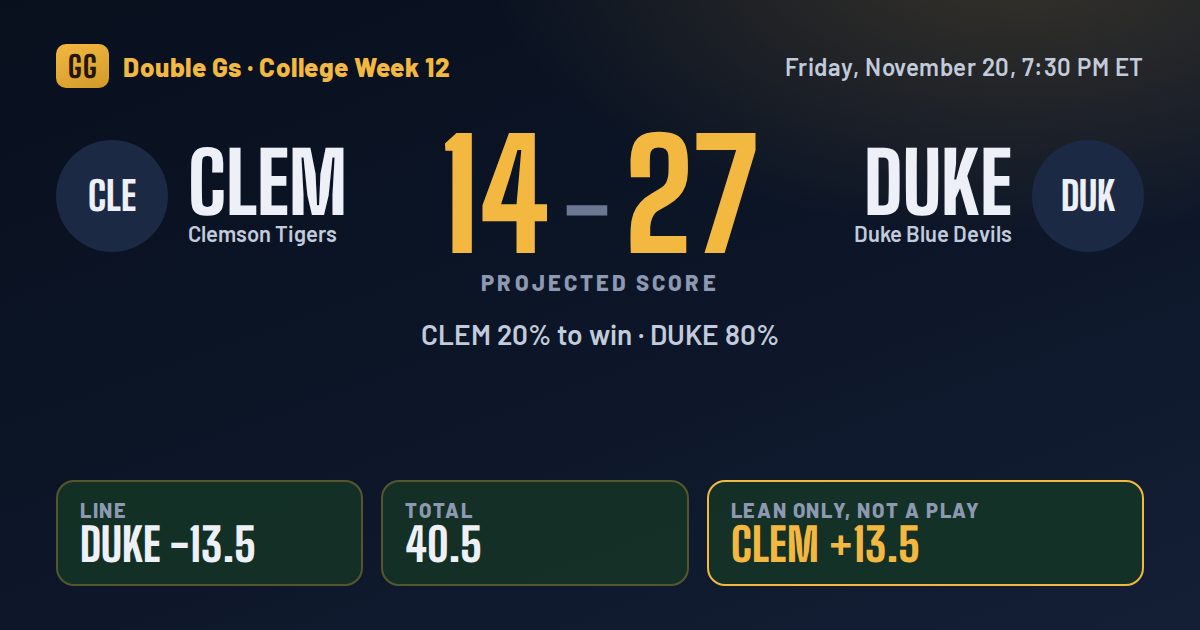 GG Double Gs · College Week 12
Friday, November 20, 7:30 PM ET
CLE CLEM
Clemson Tigers
14 – 27
DUKE DUK
Duke Blue Devils
PROJECTED SCORE
CLEM 20% to win · DUKE 80%
LINE
DUKE −13.5
TOTAL
40.5
LEAN ONLY, NOT A PLAY
CLEM +13.5